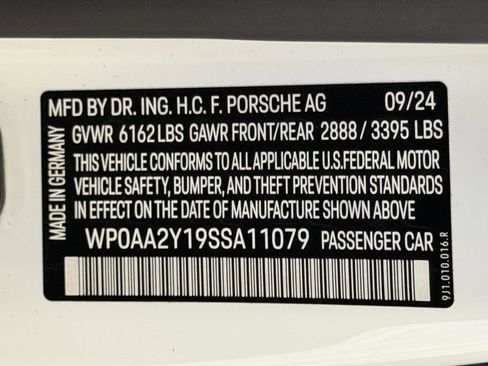 MFD BY DR. ING. H.C. F. PORSCHE AG 09/24
GVWR 6162 LBS GAWR FRONT/REAR 2888 / 3395 LBS
THIS VEHICLE CONFORMS TO ALL APPLICABLE U.S.FEDERAL MOTOR
VEHICLE SAFETY, BUMPER, AND THEFT PREVENTION STANDARDS
IN EFFECT ON THE DATE OF MANUFACTURE SHOWN ABOVE
WP0AA2Y19SSA11079 PASSENGER CAR
MADE IN GERMANY
9J1.010.016.R